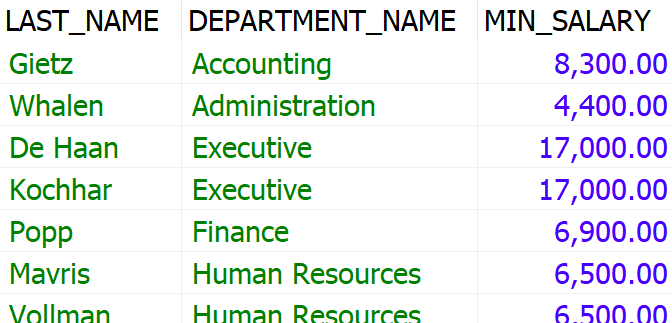 LAST_NAME DEPARTMENT_NAME MIN_SALARY
Gietz Accounting 8,300.00
Whalen Administration 4,400.00
De Haan Executive 17,000.00
Kochhar Executive 17,000.00
Popp Finance 6,900.00
Mavris Human Resources 6,500.00
Vollman Human Resources 6,500.00